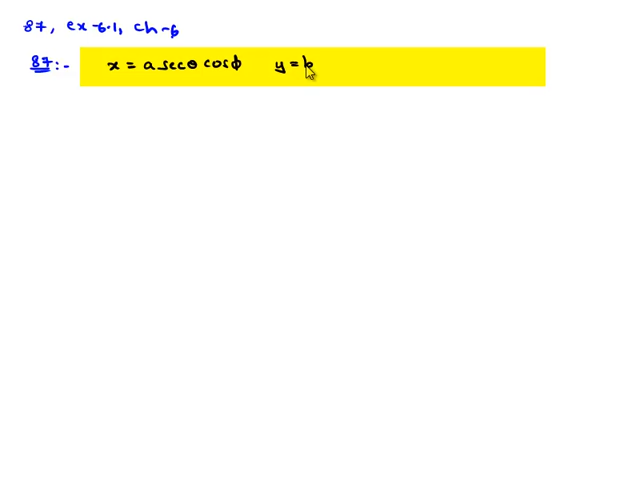 87, ex-6.1, ch-6
87:- x = a secθ cosϕ y = b